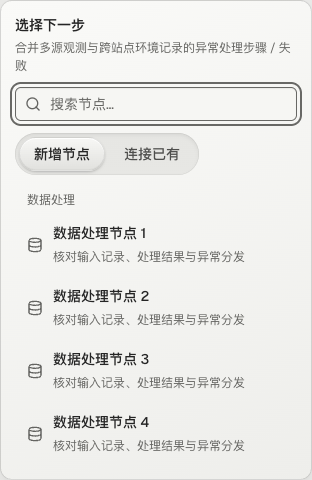 选择下一步
合并多源观测与跨站点环境记录的异常处理步骤 / 失
败
搜索节点...
新增节点
连接已有
数据处理
数据处理节点 1
核对输入记录、处理结果与异常分发
数据处理节点 2
核对输入记录、处理结果与异常分发
数据处理节点 3
核对输入记录、处理结果与异常分发
数据处理节点 4
核对输入记录、处理结果与异常分发